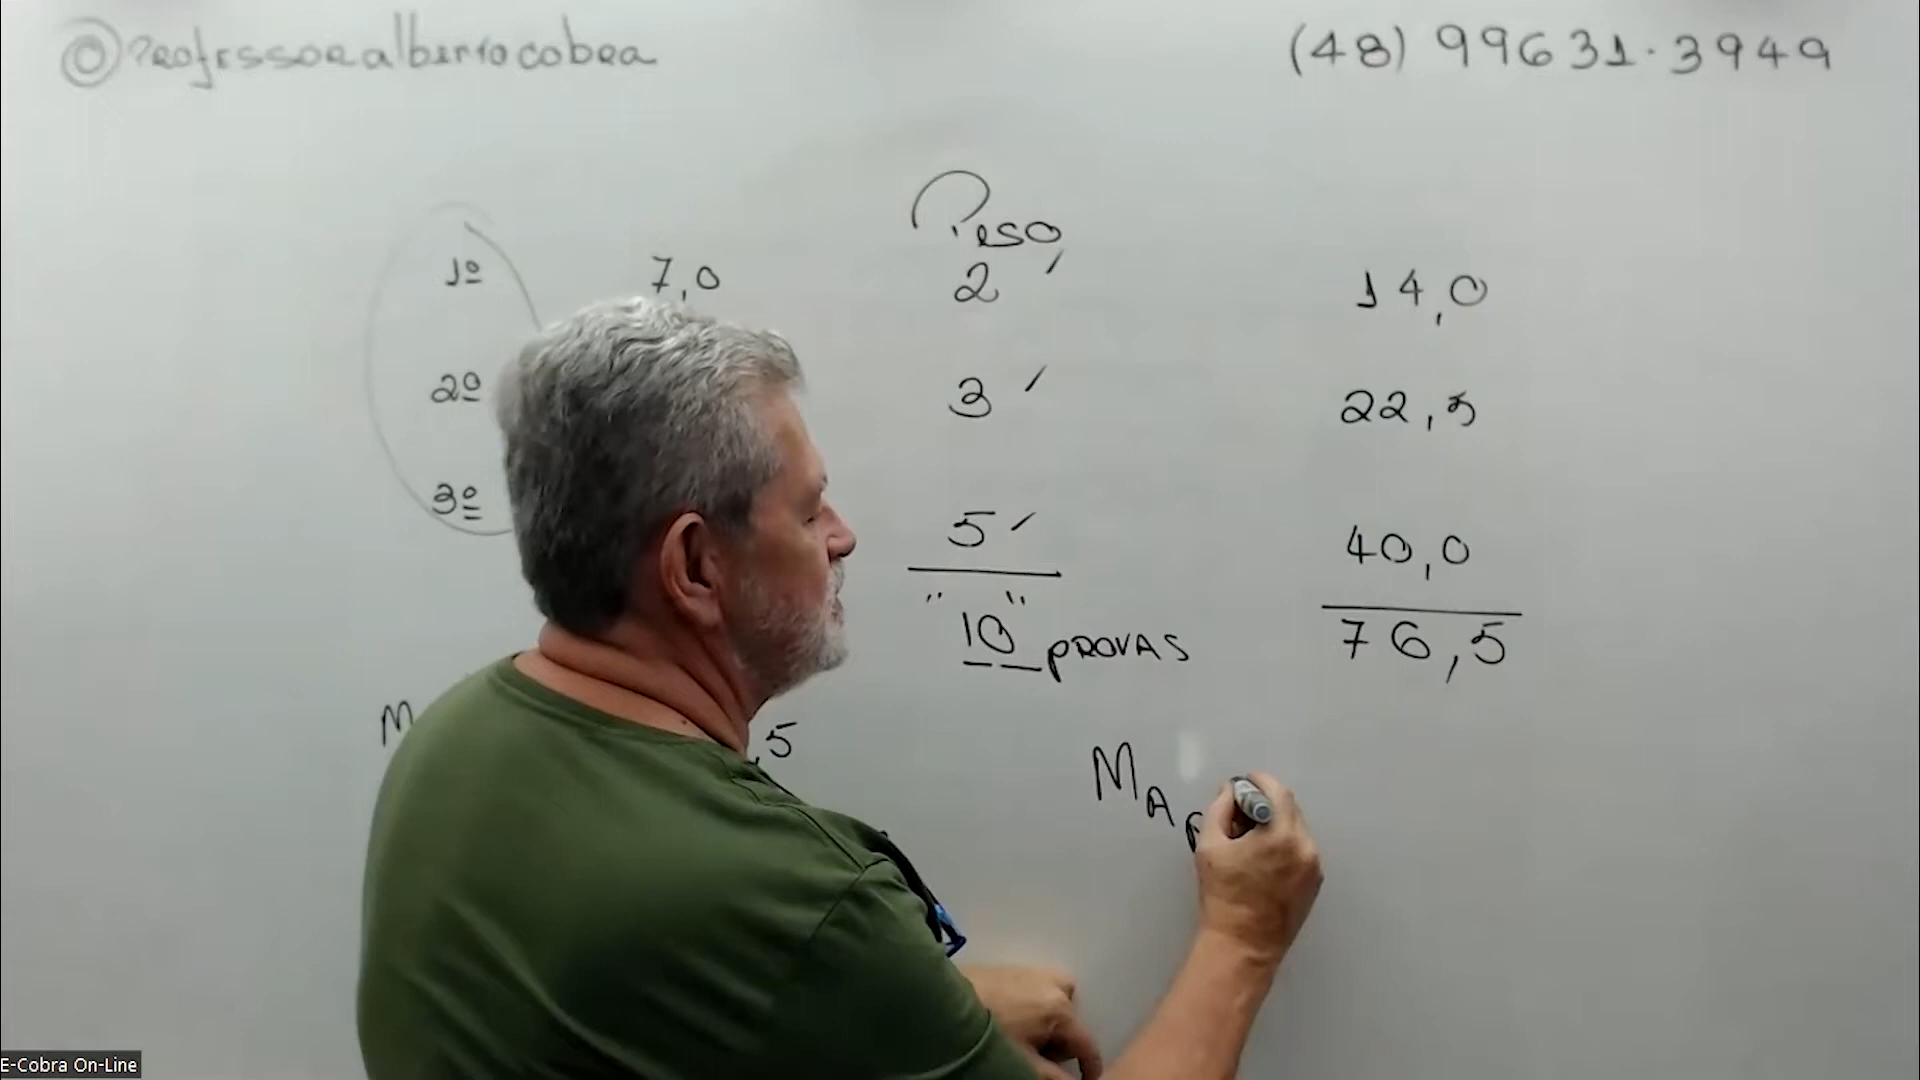 @Professoralbertocobra (48) 99631.3949
Peso
1º 7,0 2 14,0
2º 3 22,5
3º 5 40,0
"10" PROVAS 76,5
M ,5
MAP
E-Cobra On-Line